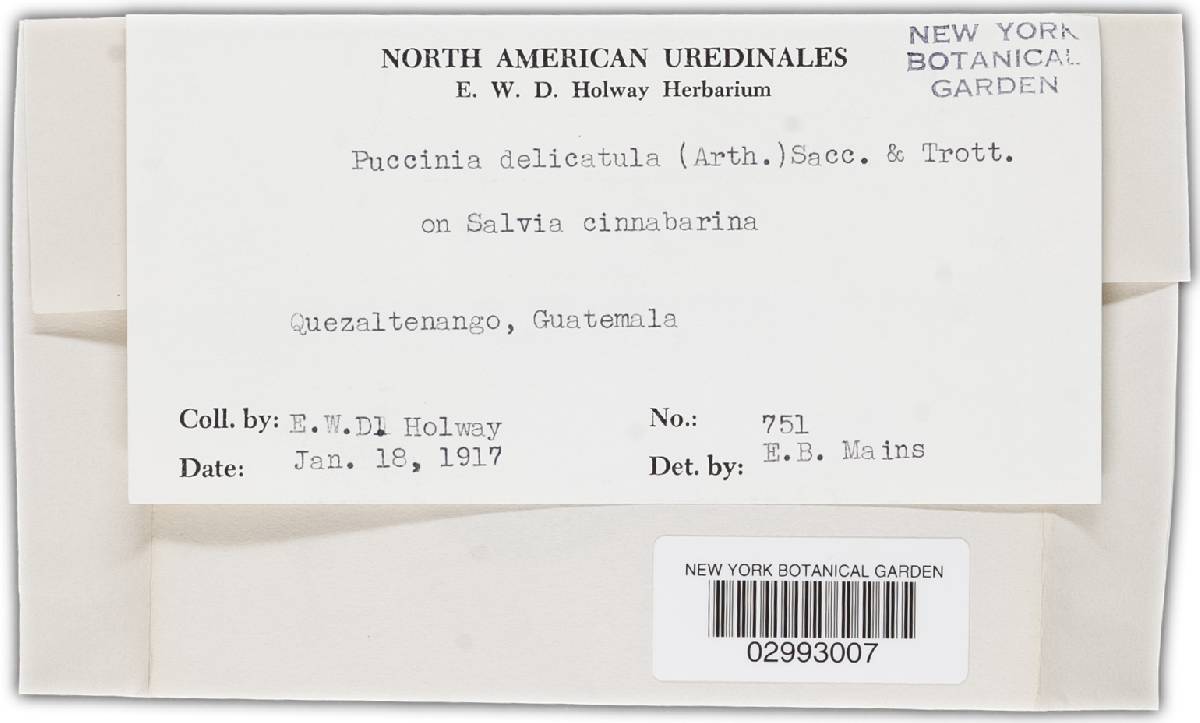 NORTH AMERICAN UREDINALES
E. W. D. Holway Herbarium
NEW YORK
BOTANICAL
GARDEN
Puccinia delicatula (Arth.)Sacc. & Trott.
on Salvia cinnabarina
Quezaltenango, Guatemala
Coll. by: E.W.Dl Holway
Date: Jan. 18, 1917
No.: 751
Det. by: E.B. Mains
NEW YORK BOTANICAL GARDEN
02993007